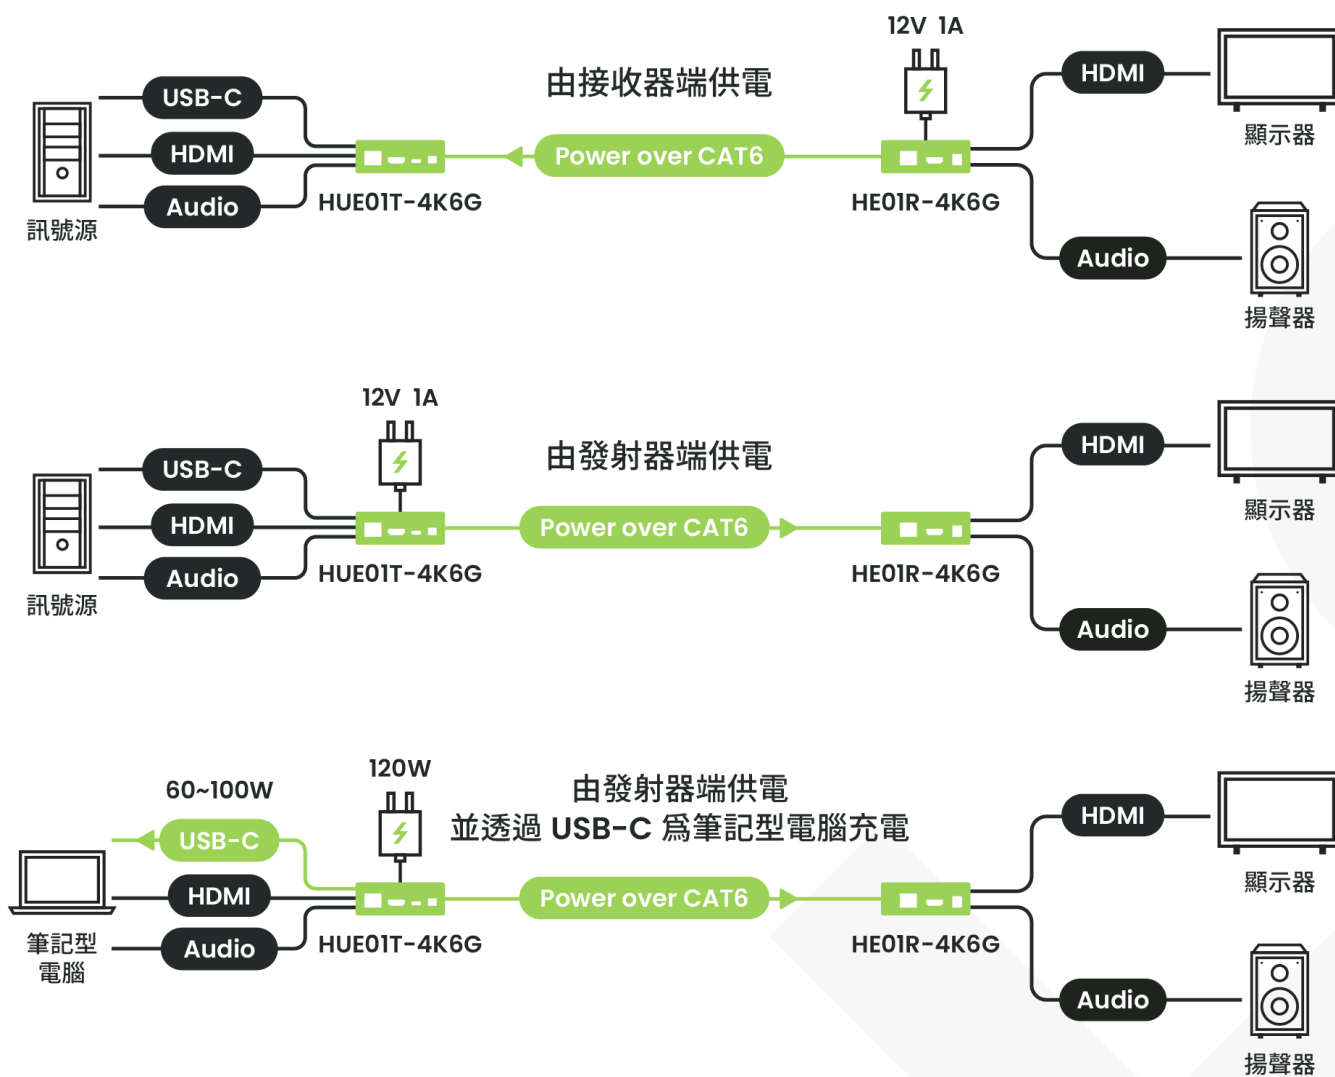 12V 1A
由接收器端供電
USB-C
HDMI
Audio
訊號源
HUE01T-4K6G
Power over CAT6
HE01R-4K6G
HDMI
顯示器
Audio
揚聲器
12V 1A
由發射器端供電
USB-C
HDMI
Audio
訊號源
HUE01T-4K6G
Power over CAT6
HE01R-4K6G
HDMI
顯示器
Audio
揚聲器
120W
60~100W
由發射器端供電
並透過 USB-C 爲筆記型電腦充電
USB-C
HDMI
Audio
筆記型
電腦
HUE01T-4K6G
Power over CAT6
HE01R-4K6G
HDMI
顯示器
Audio
揚聲器